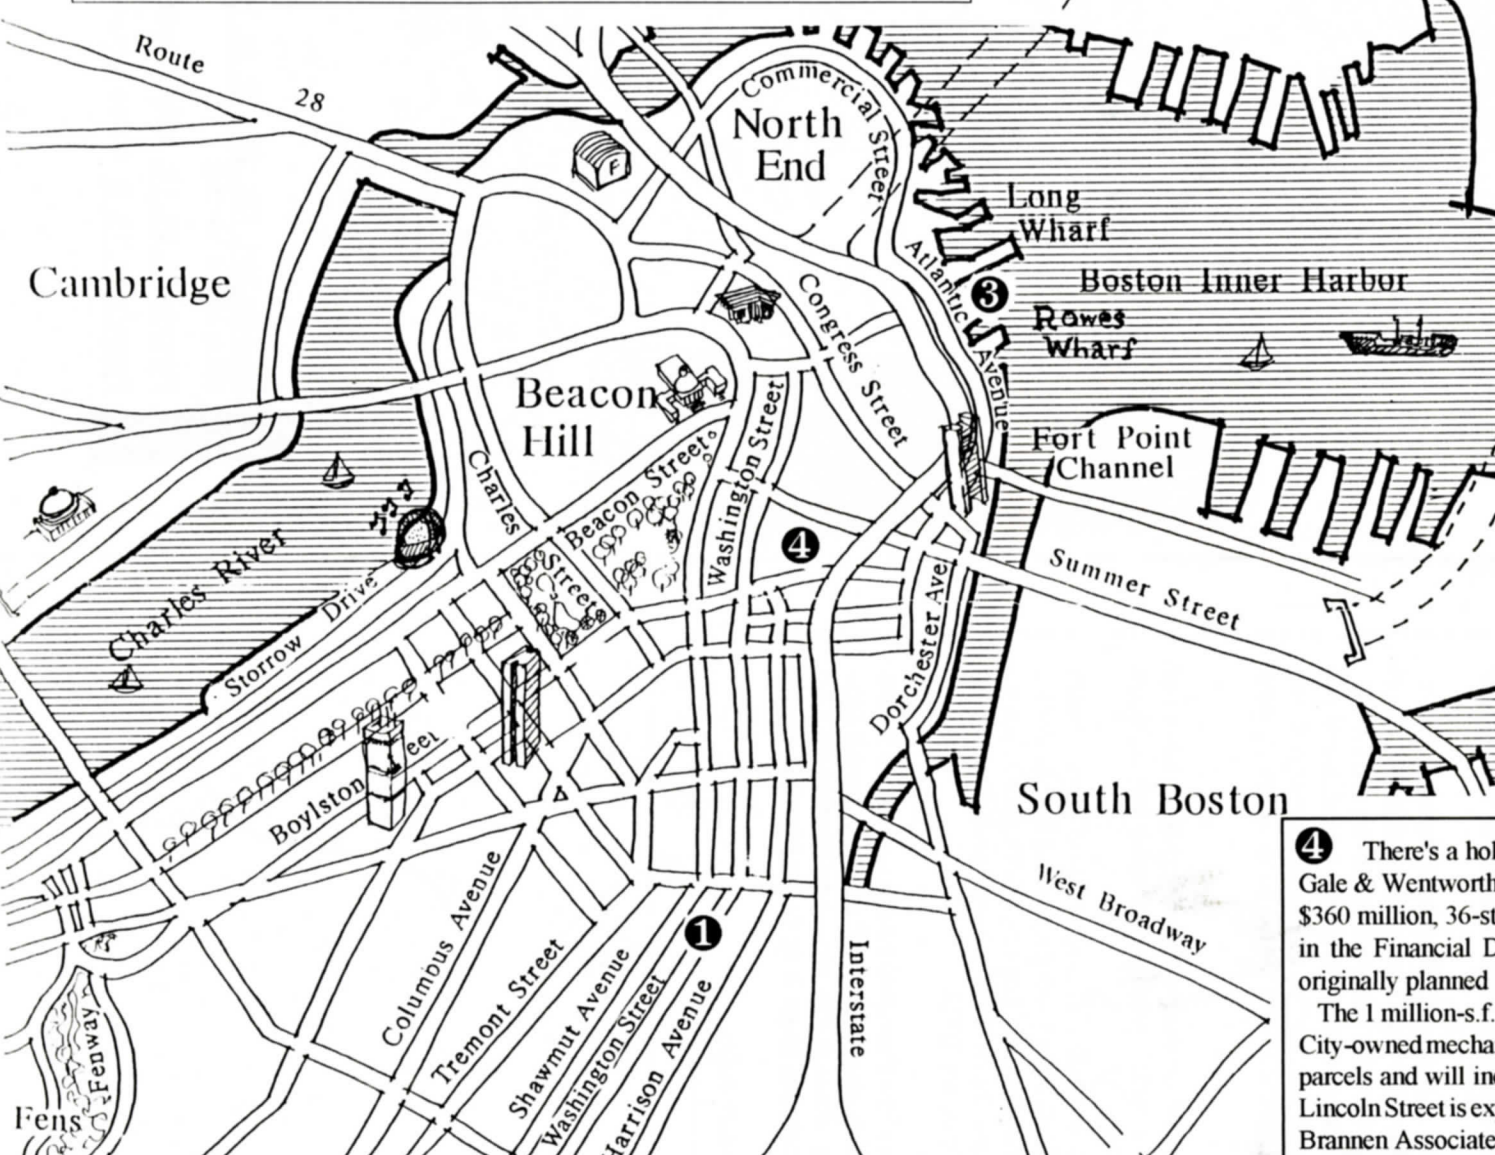 Route
28
Commercial Street
North
End
F
Long
Wharf
Cambridge
Atlantic
Avenue
3
Boston Inner Harbor
Rowes
Wharf
Congress Street
Beacon
Hill
Washington Street
Fort Point
Channel
Charles
Street
Beacon Street
4
Charles River
Storrow Drive
Summer Street
Dorchester Ave
Boylston
eet
South Boston
West Broadway
1
Columbus Avenue
Tremont Street
Shawmut Avenue
Washington Street
Harrison Avenue
Interstate
Fenway
Fens
4 There's a hol
Gale & Wentworth
$360 million, 36-st
in the Financial D
originally planned
The 1 million-s.f.
City-owned mecha
parcels and will in
Lincoln Street is ex
Brannen Associate